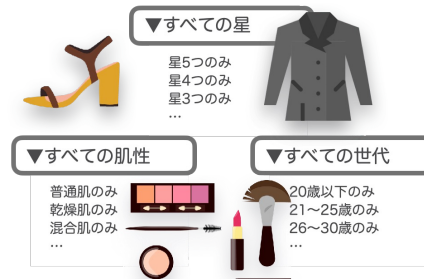 ▼すべての星
星5つのみ
星4つのみ
星3つのみ
…
▼すべての肌性
普通肌のみ
乾燥肌のみ
混合肌のみ
…
▼すべての世代
20歳以下のみ
21〜25歳のみ
26〜30歳のみ
…